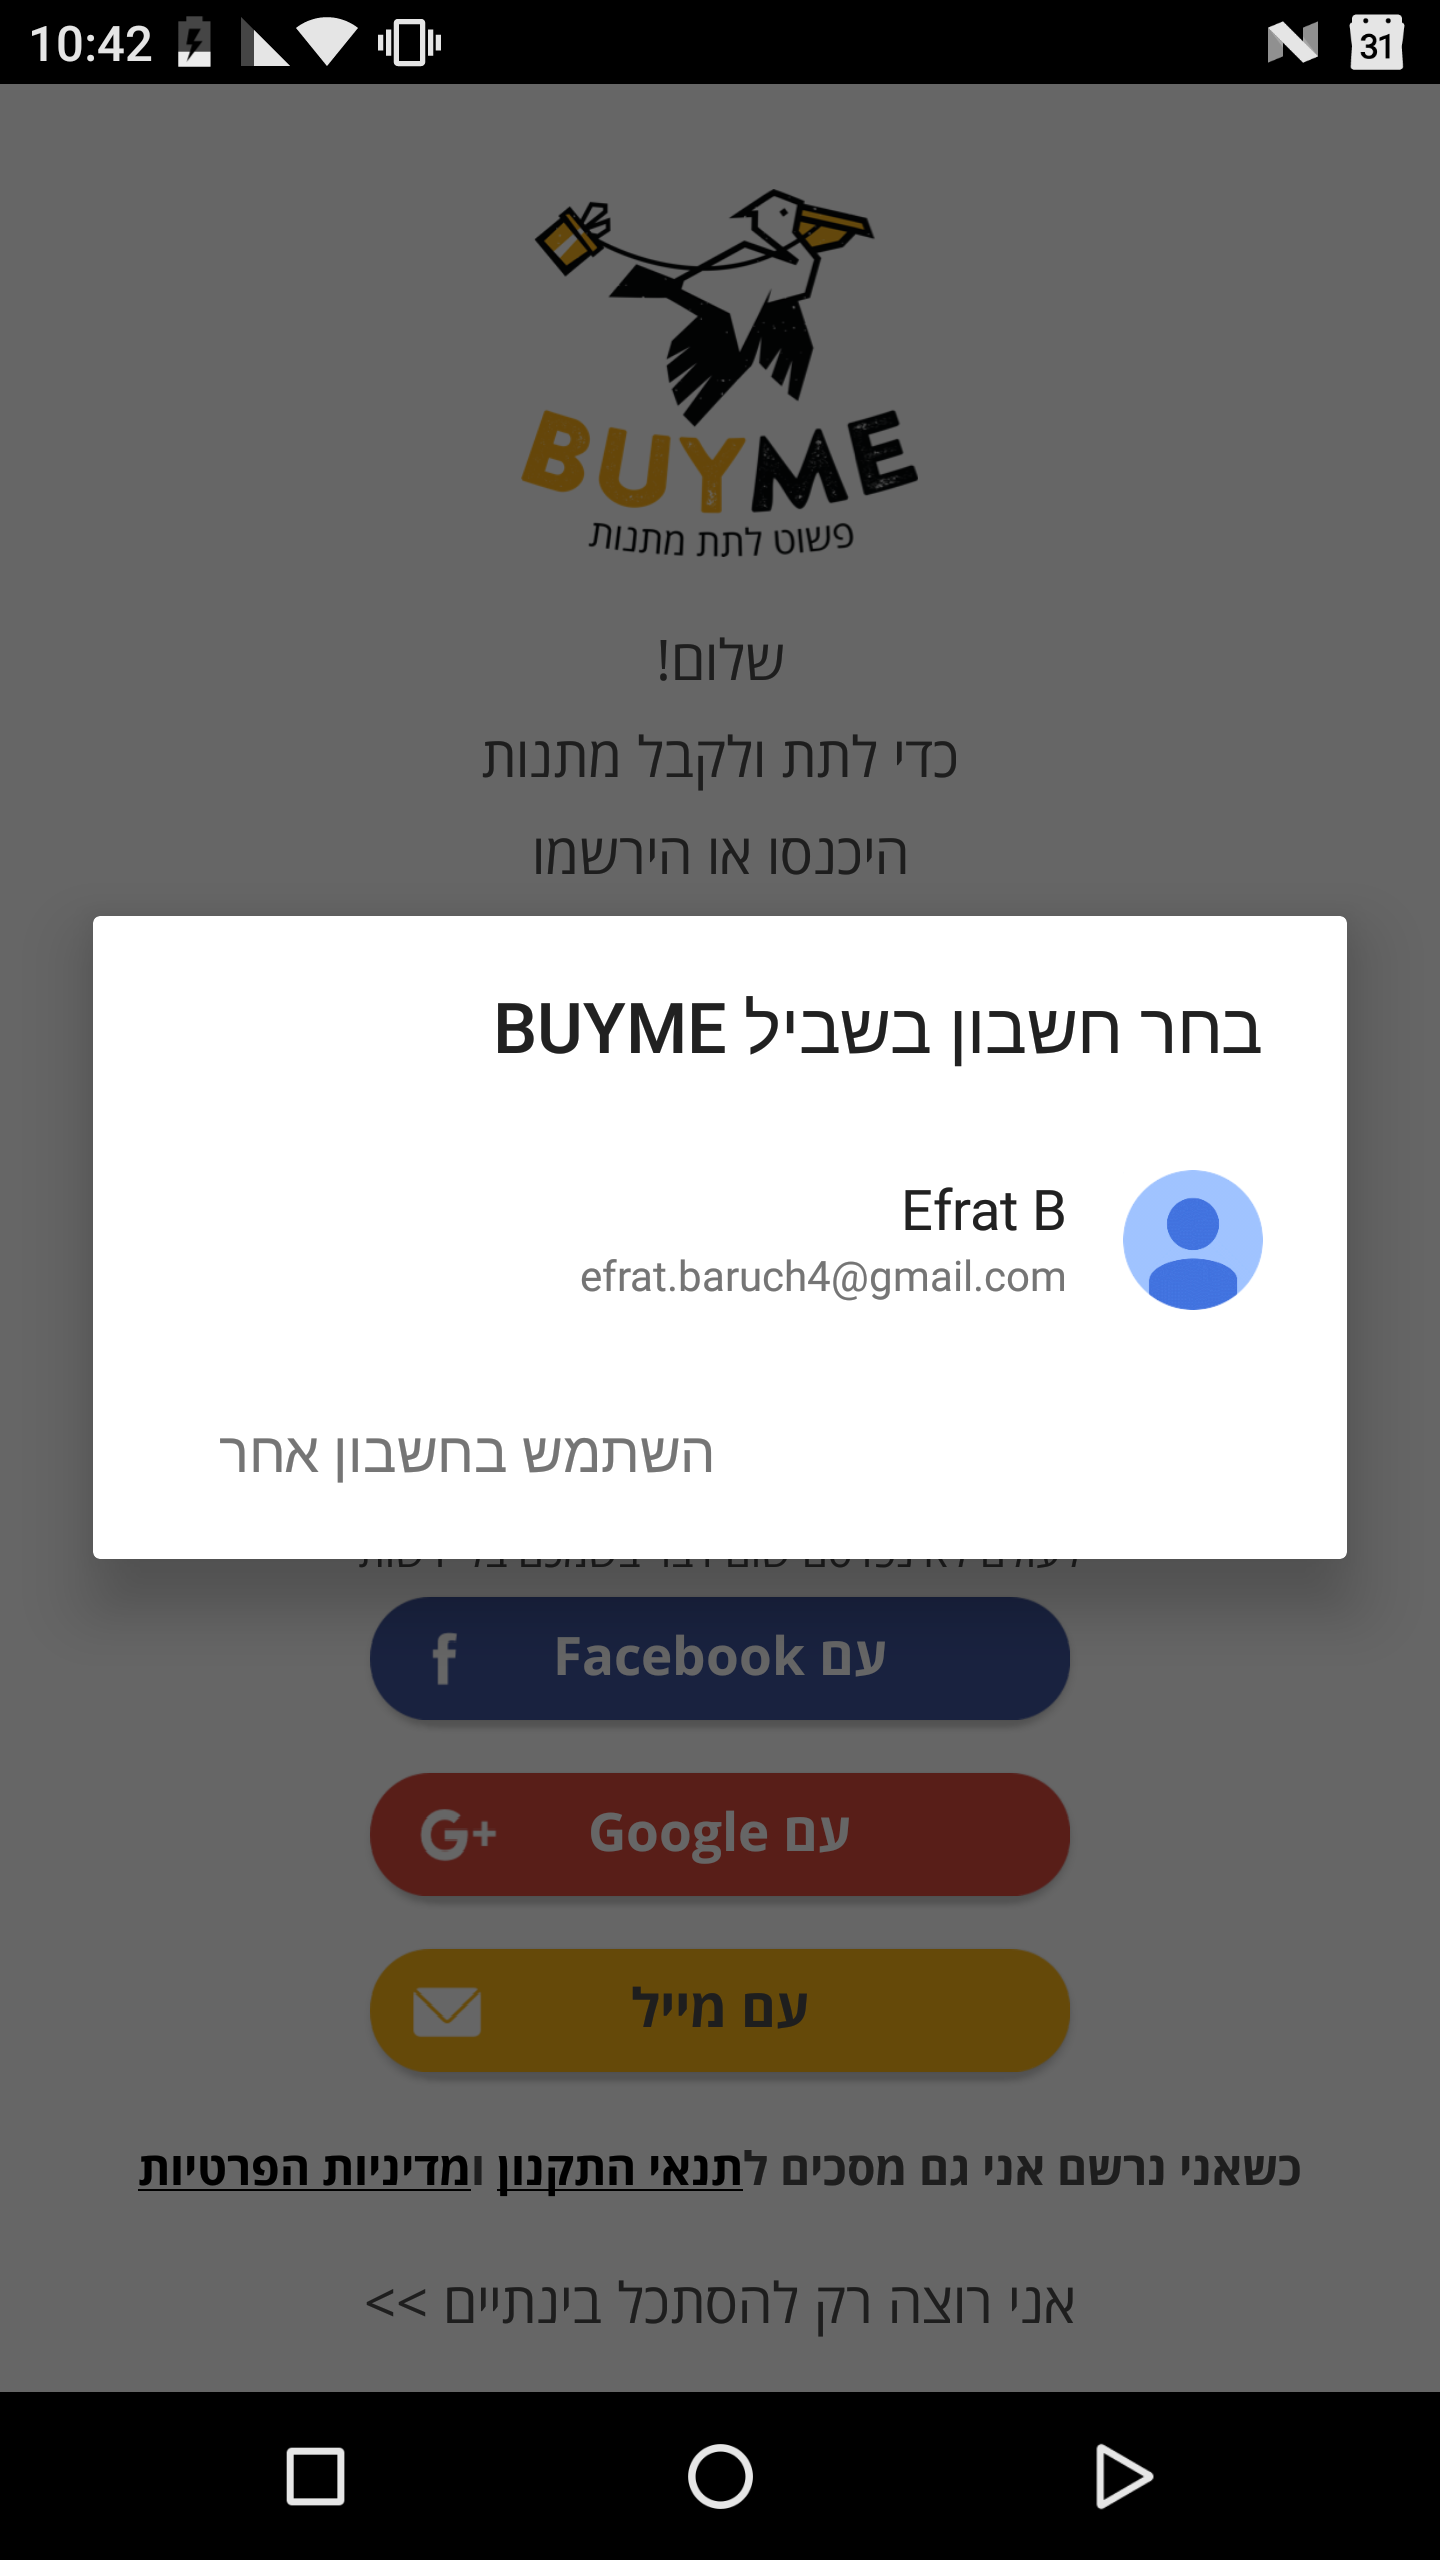 10:42
31
BUYME
פשוט לתת מתנות
שלום!
כדי לתת ולקבל מתנות
היכנסו או הירשמו
בחר חשבון בשביל BUYME
Efrat B
efrat.baruch4@gmail.com
השתמש בחשבון אחר
עם Facebook
עם Google
עם מייל
כשאני נרשם אני גם מסכים לתנאי התקנון ומדיניות הפרטיות
אני רוצה רק להסתכל בינתיים >>